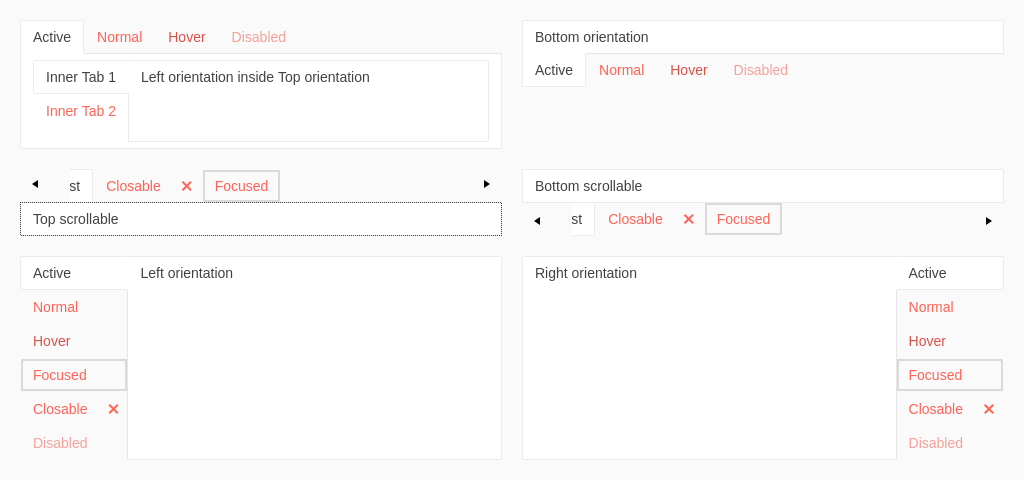 Active Normal Hover Disabled
Inner Tab 1 Left orientation inside Top orientation
Inner Tab 2
Bottom orientation
Active Normal Hover Disabled
st Closable Focused
Top scrollable
Bottom scrollable
st Closable Focused
Active Left orientation
Normal
Hover
Focused
Closable
Disabled
Right orientation Active
Normal
Hover
Focused
Closable
Disabled